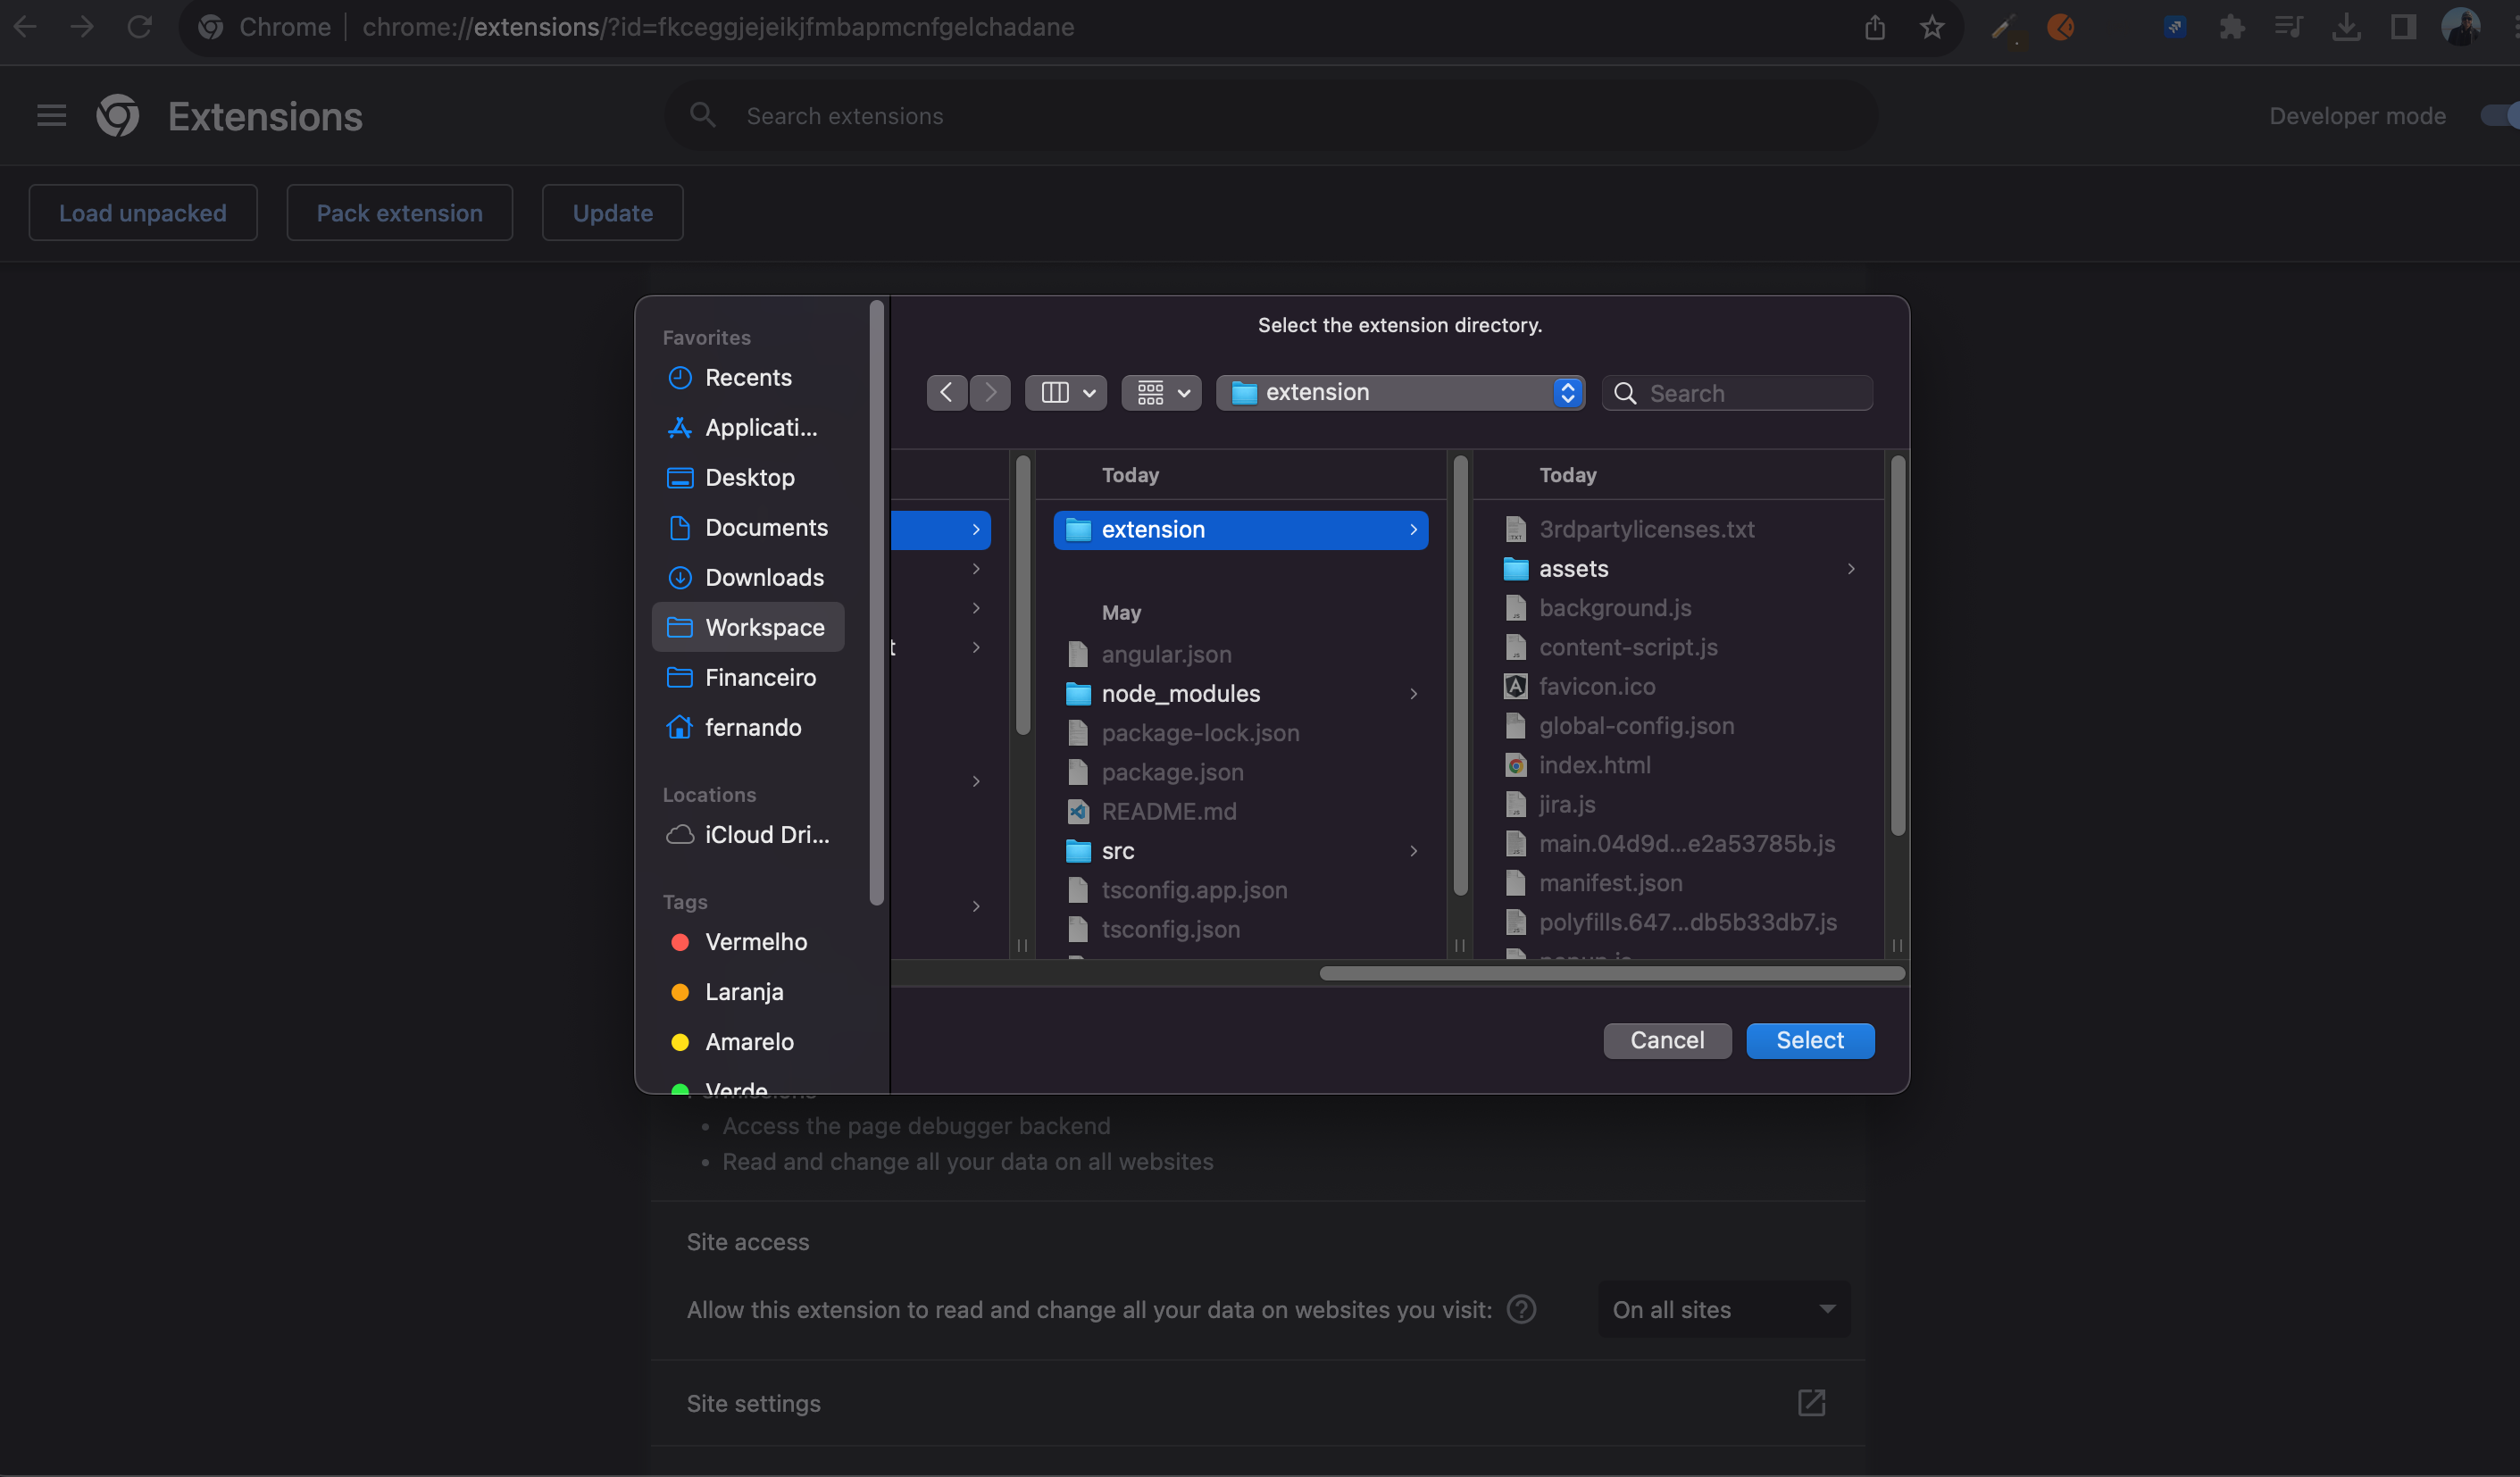 Chrome
chrome://extensions/?id=fkceggjejeikjfmbapmcnfgelchadane
Extensions
Search extensions
Developer mode
Load unpacked
Pack extension
Update
Select the extension directory.
Favorites
Recents
Applicati...
Desktop
Documents
Downloads
Workspace
Financeiro
fernando
Locations
iCloud Dri...
Tags
Vermelho
Laranja
Amarelo
Verde
extension
Search
Today
extension
May
angular.json
node_modules
package-lock.json
package.json
README.md
src
tsconfig.app.json
tsconfig.json
Today
3rdpartylicenses.txt
assets
background.js
content-script.js
favicon.ico
global-config.json
index.html
jira.js
main.04d9d...e2a53785b.js
manifest.json
polyfills.647...db5b33db7.js
popup.js
Cancel
Select
Permissions
• Access the page debugger backend
• Read and change all your data on all websites
Site access
Allow this extension to read and change all your data on websites you visit:
On all sites
Site settings